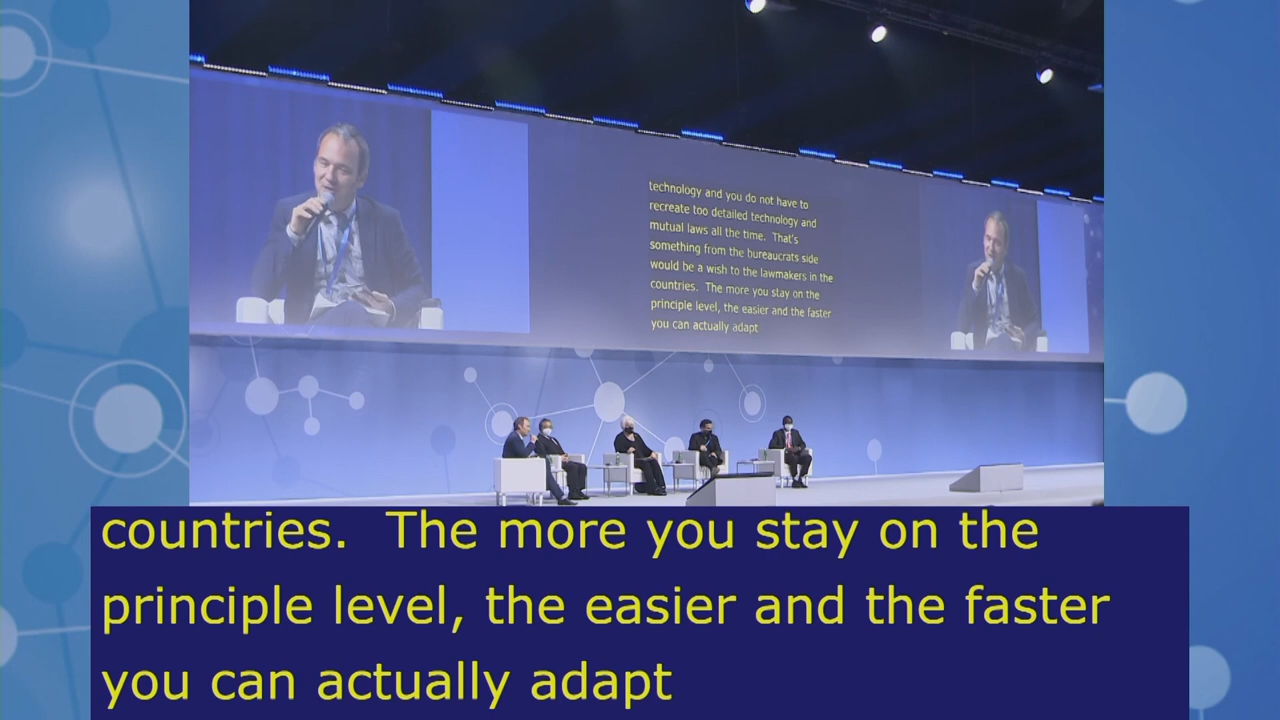 technology and you do not have to
recreate too detailed technology and
mutual laws all the time.  That's
something from the bureaucrats side
would be a wish to the lawmakers in the
countries.  The more you stay on the
principle level, the easier and the faster
you can actually adapt
countries.  The more you stay on the
principle level, the easier and the faster
you can actually adapt